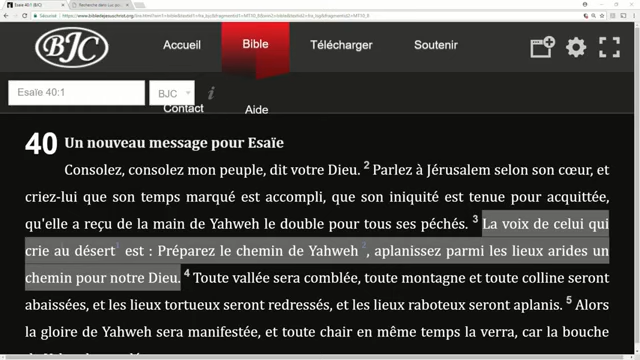 Esaïe 40:1
Recherche dans Luc pour
Sécurisé
https://www.bibledejesuschrist.org
BJC
Accueil
Bible
Télécharger
Soutenir
Esaïe 40:1
BJC
i
Contact
Aide
40 Un nouveau message pour Esaïe
Consolez, consolez mon peuple, dit votre Dieu. 2 Parlez à Jérusalem selon son cœur, et
criez-lui que son temps marqué est accompli, que son iniquité est tenue pour acquittée,
qu'elle a reçu de la main de Yahweh le double pour tous ses péchés. 3 La voix de celui qui
crie au désert 1 est : Préparez le chemin de Yahweh 2, aplanissez parmi les lieux arides un
chemin pour notre Dieu. 4 Toute vallée sera comblée, toute montagne et toute colline seront
abaissées, et les lieux tortueux seront redressés, et les lieux raboteux seront aplanis. 5 Alors
la gloire de Yahweh sera manifestée, et toute chair en même temps la verra, car la bouche